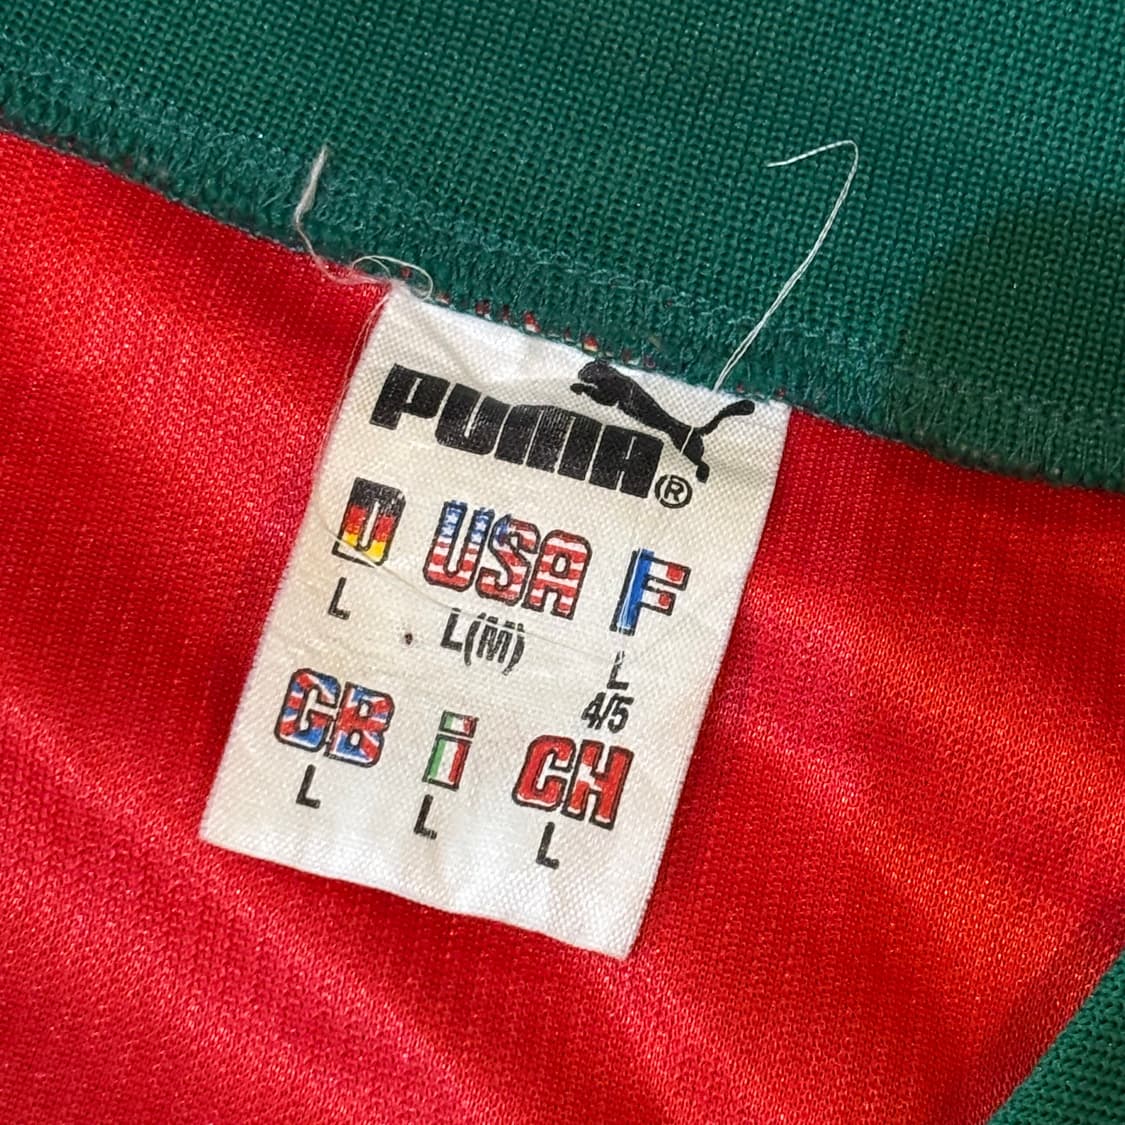 PUMA®
D USA F
L L(M) L
4/5
GB i CH
L L L